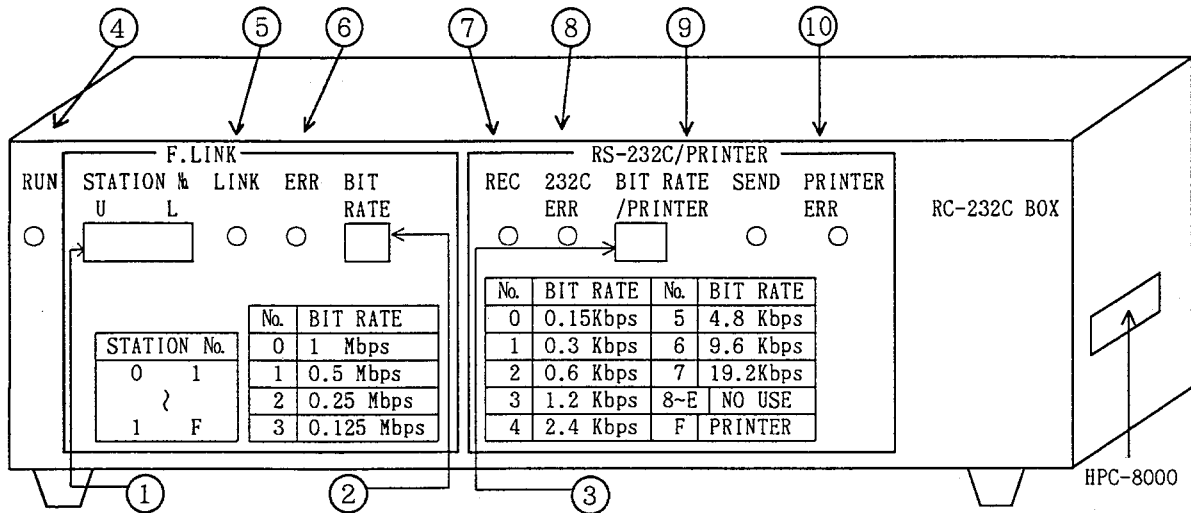 ④ ⑤ ⑥ ⑦ ⑧ ⑨ ⑩
F.LINK
RS-232C/PRINTER
RUN STATION № LINK ERR BIT REC 232C BIT RATE SEND PRINTER
U L RATE ERR /PRINTER ERR RC-232C BOX
STATION No.
0 1
~
1 F
No. BIT RATE
0 1 Mbps
1 0.5 Mbps
2 0.25 Mbps
3 0.125 Mbps
No. BIT RATE No. BIT RATE
0 0.15Kbps 5 4.8 Kbps
1 0.3 Kbps 6 9.6 Kbps
2 0.6 Kbps 7 19.2Kbps
3 1.2 Kbps 8~E NO USE
4 2.4 Kbps F PRINTER
HPC-8000
① ② ③